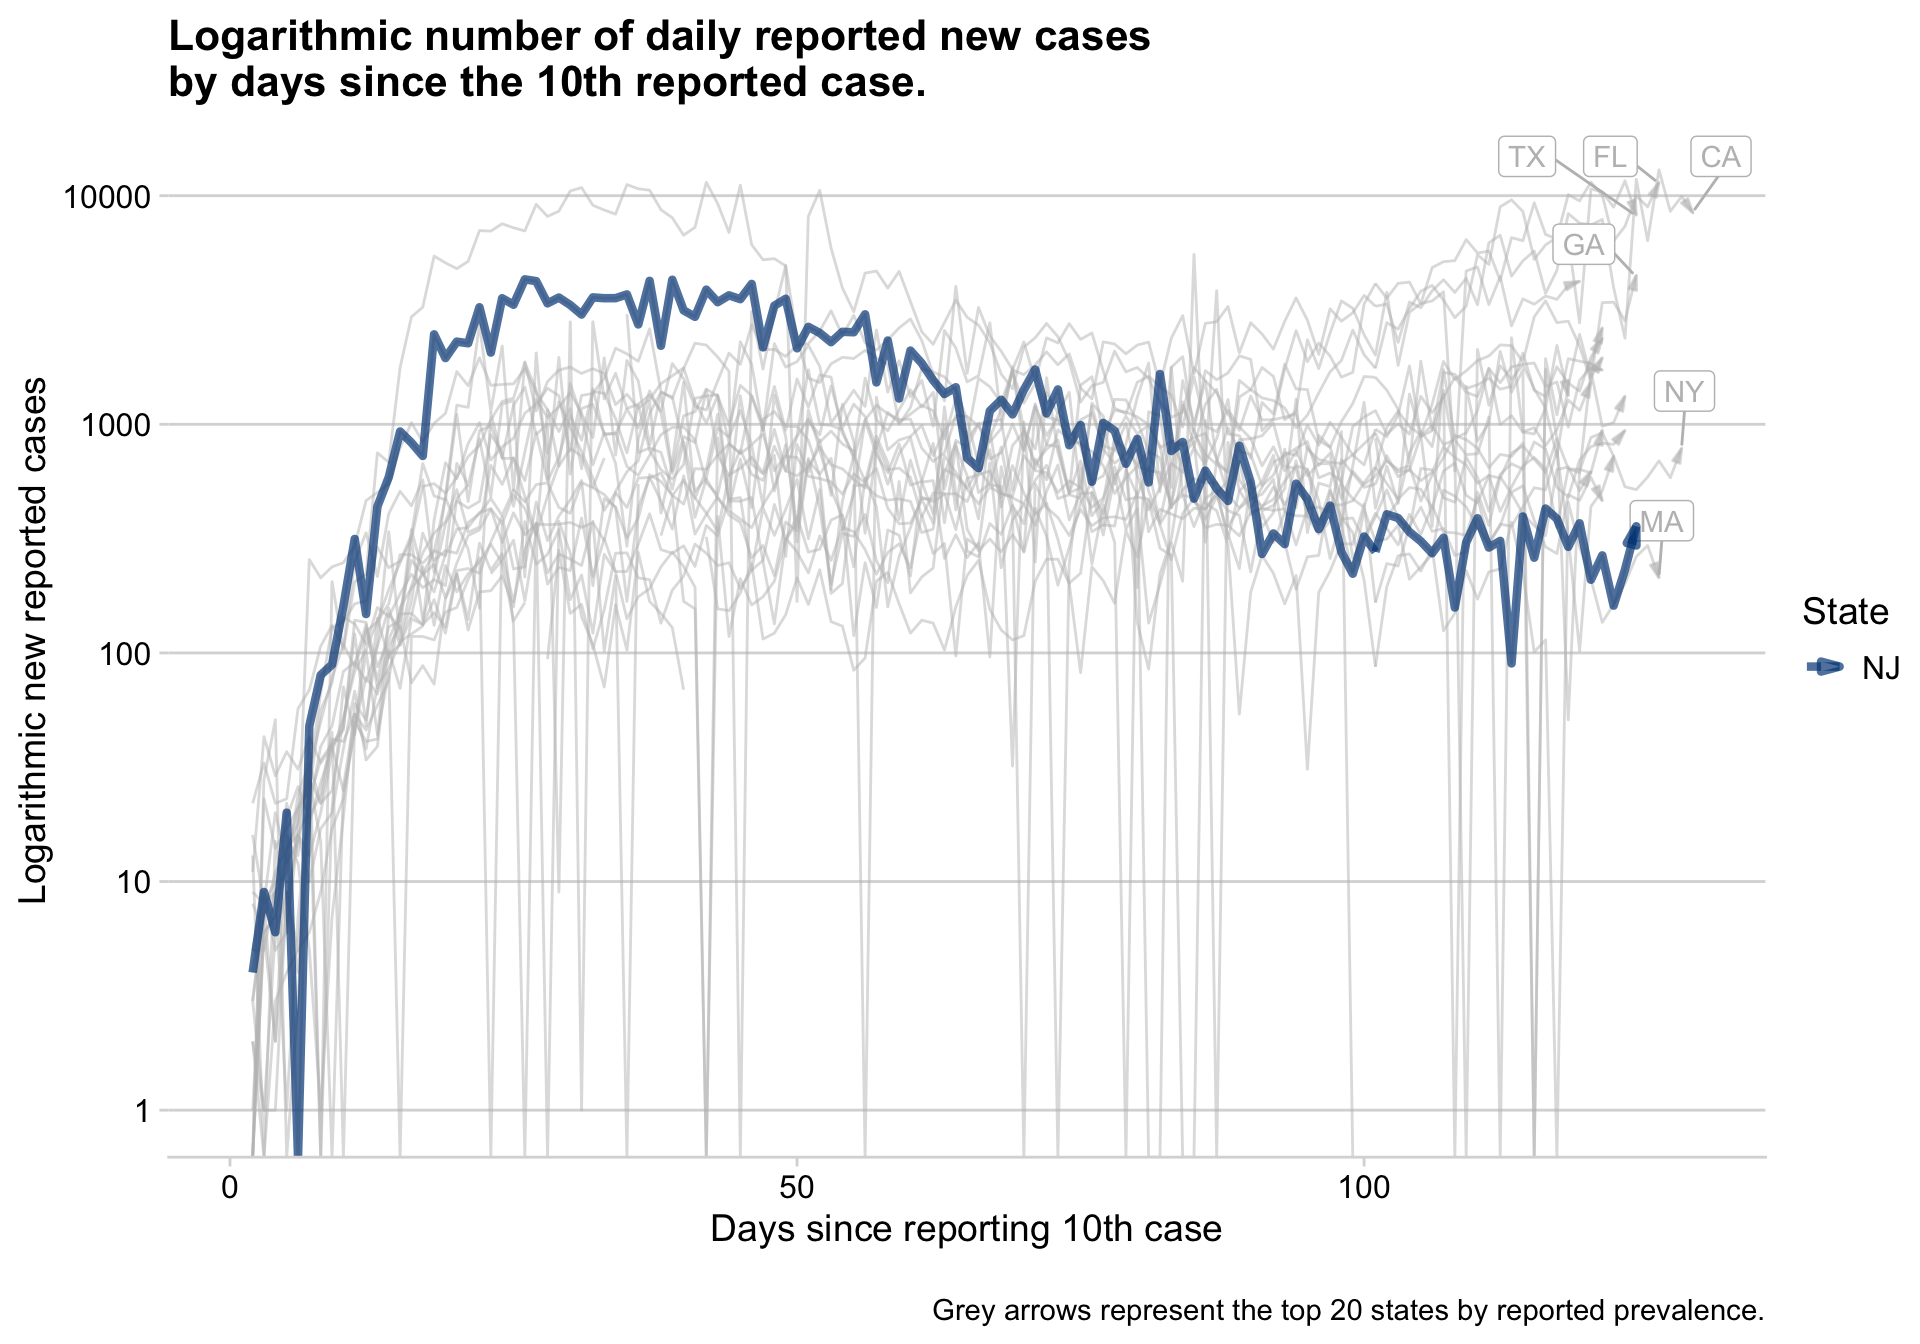 Logarithmic number of daily reported new cases
by days since the 10th reported case.
TX
FL
CA
GA
NY
MA
10000
1000
100
10
1
Logarithmic new reported cases
0
50
100
Days since reporting 10th case
State
NJ
Grey arrows represent the top 20 states by reported prevalence.